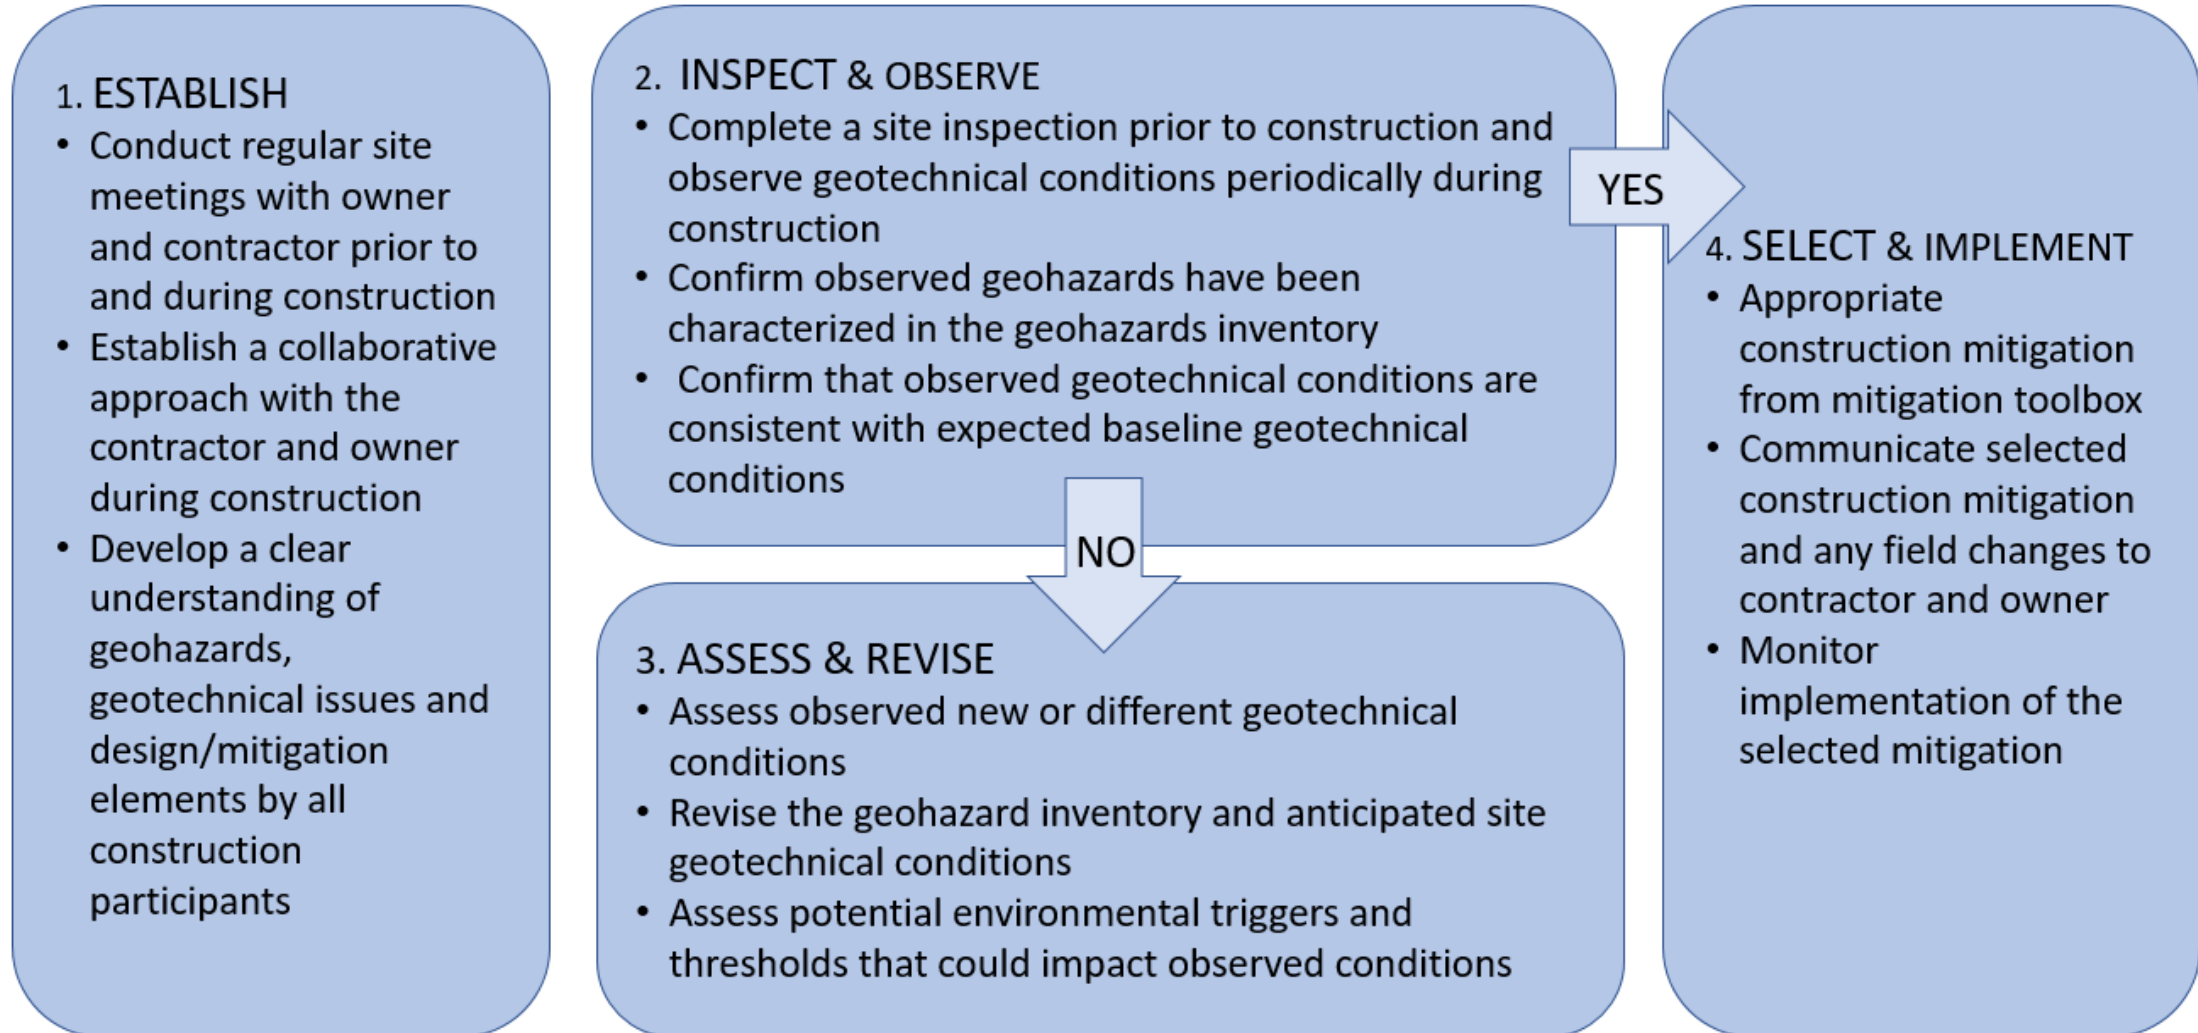 1. ESTABLISH
• Conduct regular site
meetings with owner
and contractor prior to
and during construction
• Establish a collaborative
approach with the
contractor and owner
during construction
• Develop a clear
understanding of
geohazards,
geotechnical issues and
design/mitigation
elements by all
construction
participants
2. INSPECT & OBSERVE
• Complete a site inspection prior to construction and
observe geotechnical conditions periodically during
construction
• Confirm observed geohazards have been
characterized in the geohazards inventory
• Confirm that observed geotechnical conditions are
consistent with expected baseline geotechnical
conditions
NO
3. ASSESS & REVISE
• Assess observed new or different geotechnical
conditions
• Revise the geohazard inventory and anticipated site
geotechnical conditions
• Assess potential environmental triggers and
thresholds that could impact observed conditions
YES
4. SELECT & IMPLEMENT
• Appropriate
construction mitigation
from mitigation toolbox
• Communicate selected
construction mitigation
and any field changes to
contractor and owner
• Monitor
implementation of the
selected mitigation